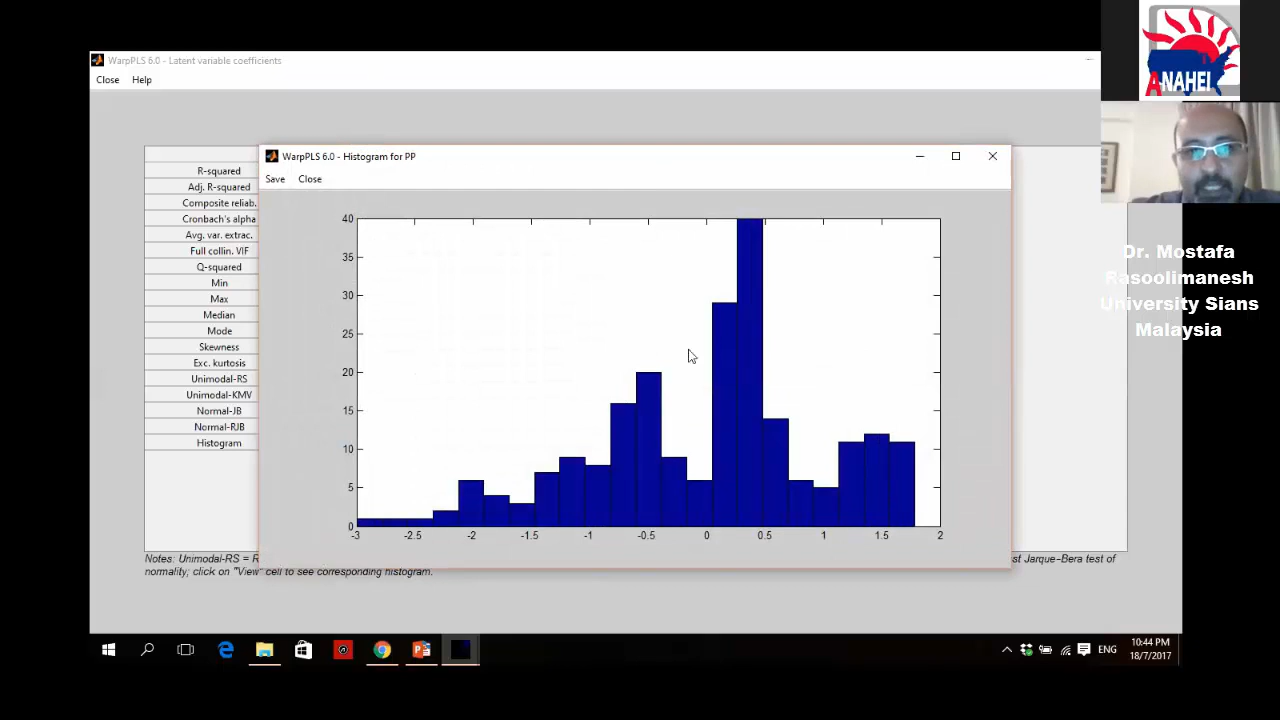 WarpPLS 6.0 - Latent variable coefficients
Close Help
WarpPLS 6.0 - Histogram for PP
Save Close
R-squared
Adj. R-squared
Composite reliab.
Cronbach's alpha
Avg. var. extrac.
Full collin. VIF
Q-squared
Min
Max
Median
Mode
Skewness
Exc. kurtosis
Unimodal-RS
Unimodal-KMV
Normal-JB
Normal-RJB
Histogram
40
35
30
25
20
15
10
5
0
-3 -2.5 -2 -1.5 -1 -0.5 0 0.5 1 1.5 2
Notes: Unimodal-RS = R
st Jarque-Bera test of
normality; click on "View" cell to see corresponding histogram.
ANAHEI
Dr. Mostafa
Rasoolimanesh
University Sians
Malaysia
ENG
10:44 PM
18/7/2017